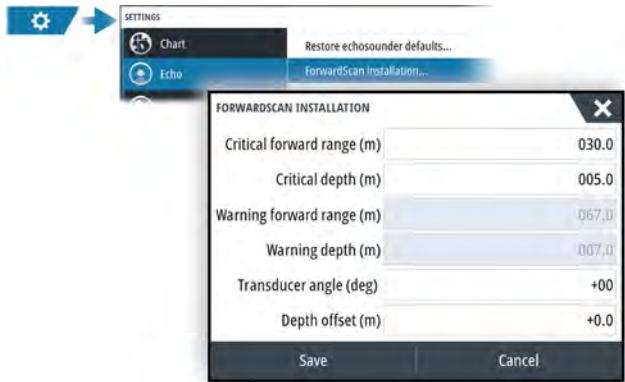 SETTINGS
Chart
Restore echosounder defaults...
Echo
ForwardScan installation...
FORWARDSCAN INSTALLATION
Critical forward range (m) 030.0
Critical depth (m) 005.0
Warning forward range (m) 067,0
Warning depth (m) 007,0
Transducer angle (deg) +00
Depth offset (m) +0.0
Save Cancel